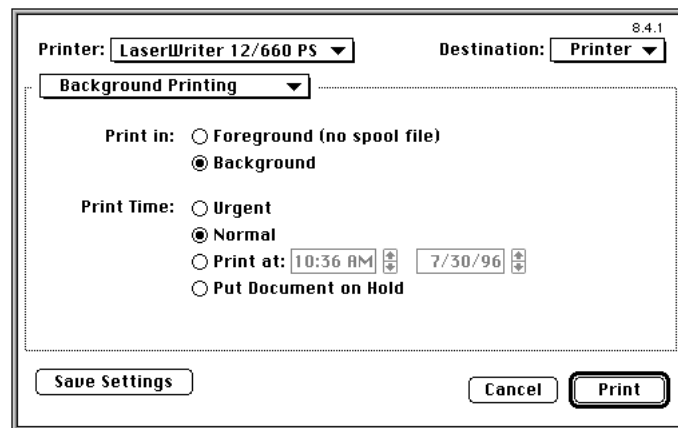 8.4.1
Printer: LaserWriter 12/660 PS Destination: Printer
Background Printing
Print in: Foreground (no spool file)
Background
Print Time: Urgent
Normal
Print at: 10:36 AM 7/30/96
Put Document on Hold
Save Settings Cancel Print